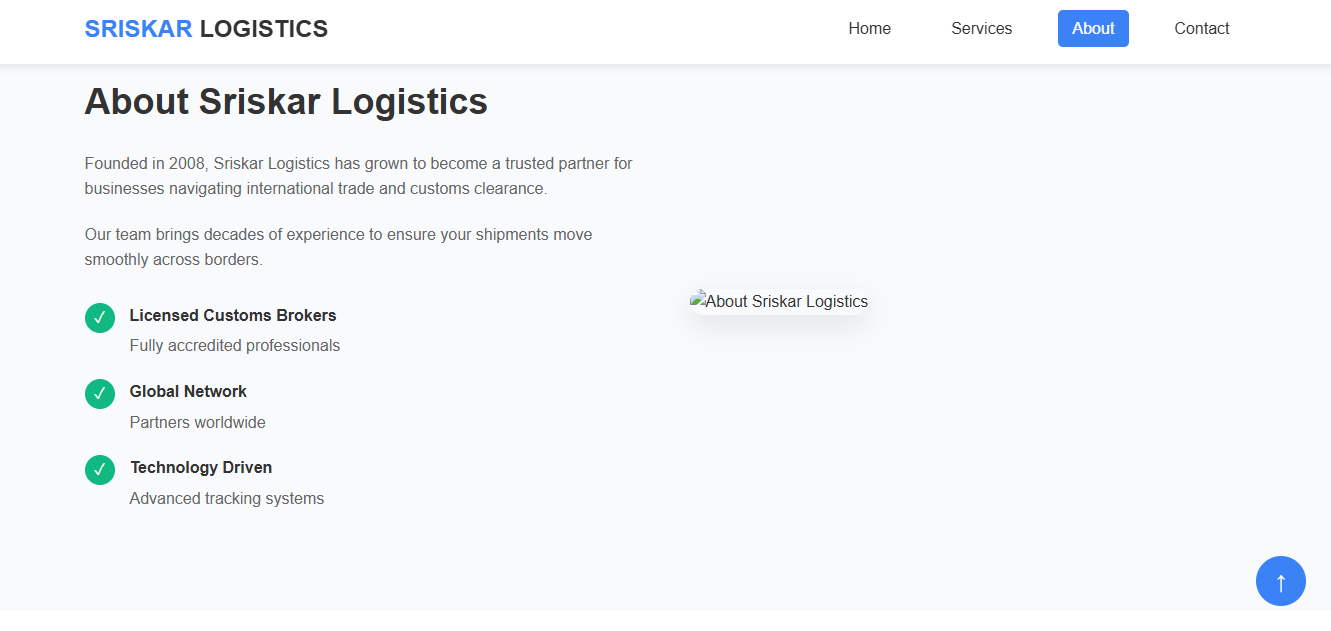 SRISKAR LOGISTICS
Home
Services
About
Contact
About Sriskar Logistics
Founded in 2008, Sriskar Logistics has grown to become a trusted partner for
businesses navigating international trade and customs clearance.
Our team brings decades of experience to ensure your shipments move
smoothly across borders.
✓ Licensed Customs Brokers
Fully accredited professionals
✓ Global Network
Partners worldwide
✓ Technology Driven
Advanced tracking systems
About Sriskar Logistics
↑